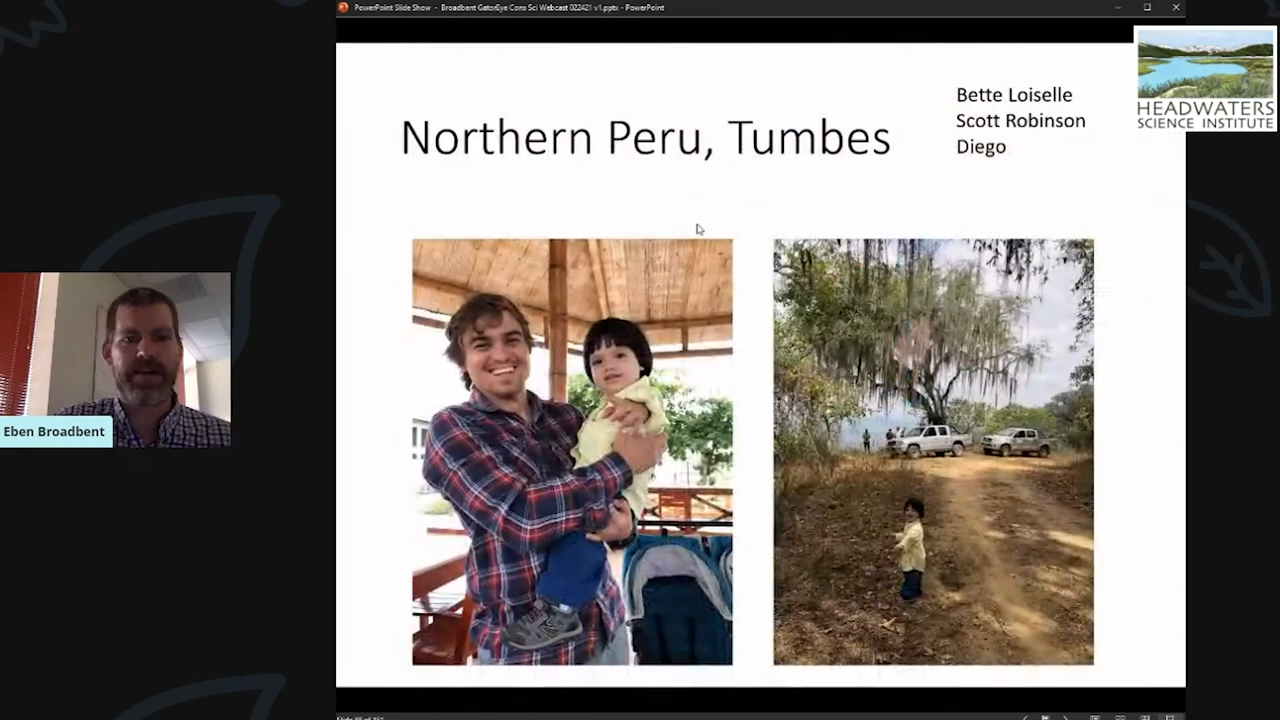 PowerPoint Slide Show - Broadbent GatorEye Cons Sci Webcast 022421 v1.pptx - PowerPoint
Northern Peru, Tumbes
Bette Loiselle
Scott Robinson
Diego
HEADWATERS
SCIENCE INSTITUTE
Eben Broadbent